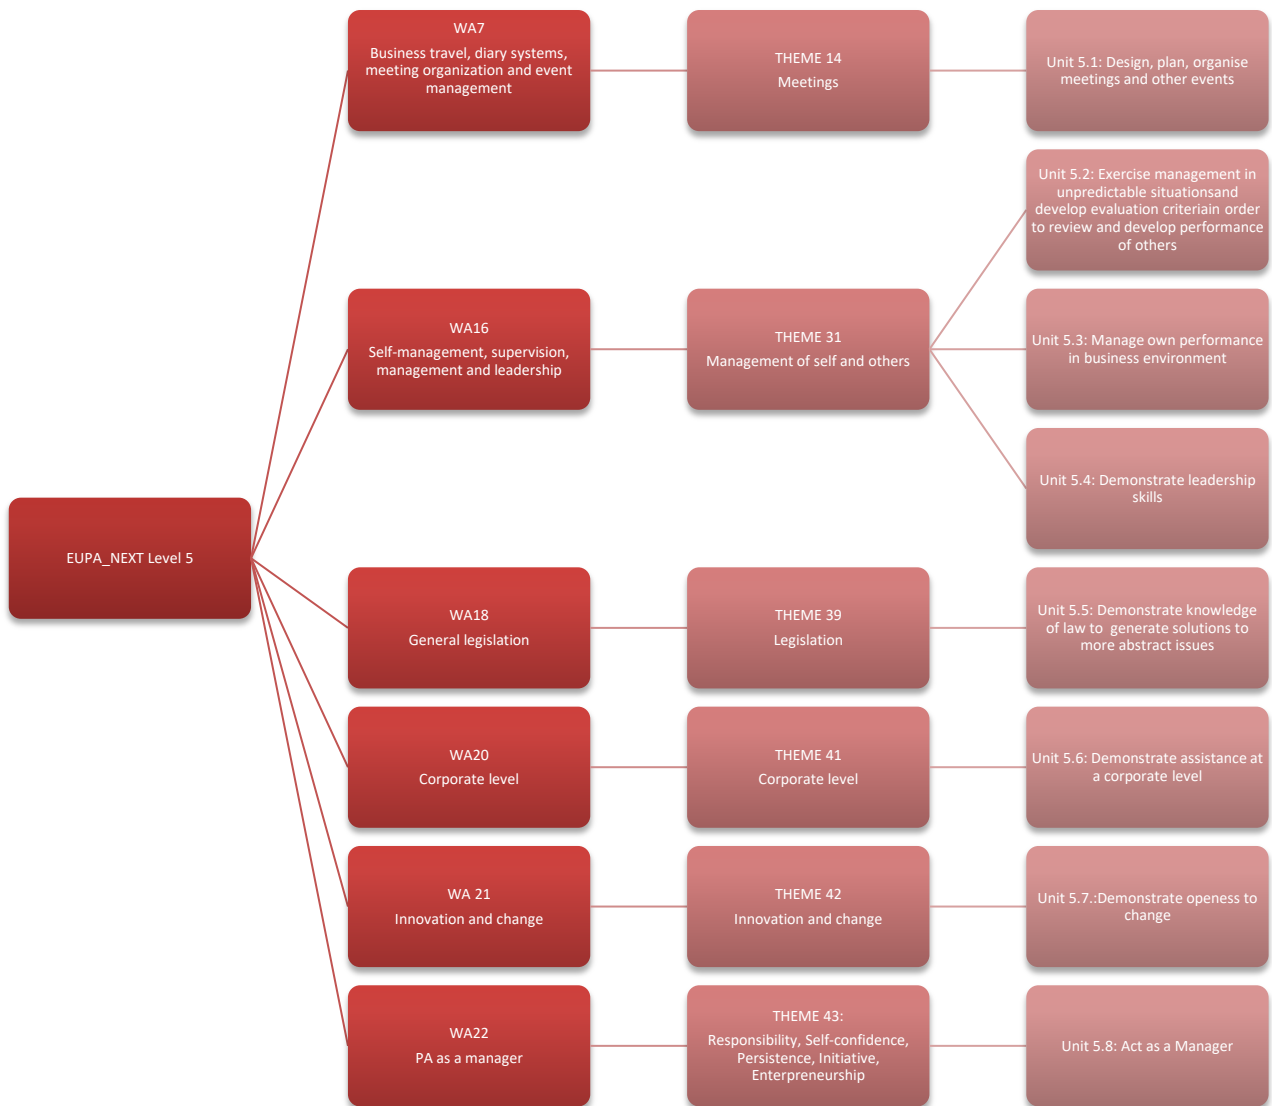 WA7
Business travel, diary systems,
meeting organization and event
management
THEME 14
Meetings
Unit 5.1: Design, plan, organise
meetings and other events
Unit 5.2: Exercise management in
unpredictable situationsand
develop evaluation criteriain order
to review and develop performance
of others
WA16
Self-management, supervision,
management and leadership
THEME 31
Management of self and others
Unit 5.3: Manage own performance
in business environment
Unit 5.4: Demonstrate leadership
skills
EUPA_NEXT Level 5
WA18
General legislation
THEME 39
Legislation
Unit 5.5: Demonstrate knowledge
of law to  generate solutions to
more abstract issues
WA20
Corporate level
THEME 41
Corporate level
Unit 5.6: Demonstrate assistance at
a corporate level
WA 21
Innovation and change
THEME 42
Innovation and change
Unit 5.7.:Demonstrate openess to
change
WA22
PA as a manager
THEME 43:
Responsibility, Self-confidence,
Persistence, Initiative,
Enterpreneurship
Unit 5.8: Act as a Manager